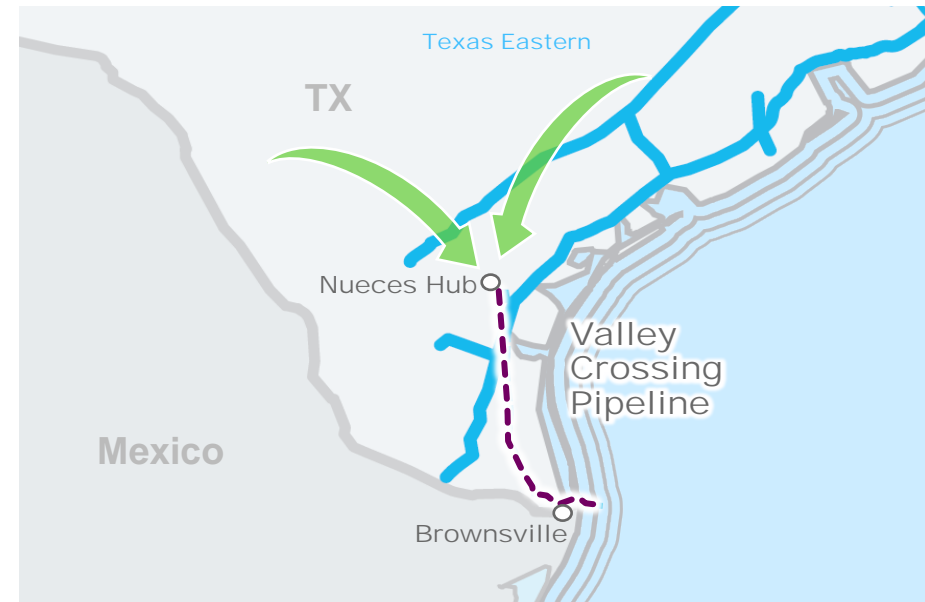 Texas Eastern
TX
Nueces Hub
Valley
Crossing
Pipeline
Mexico
Brownsville